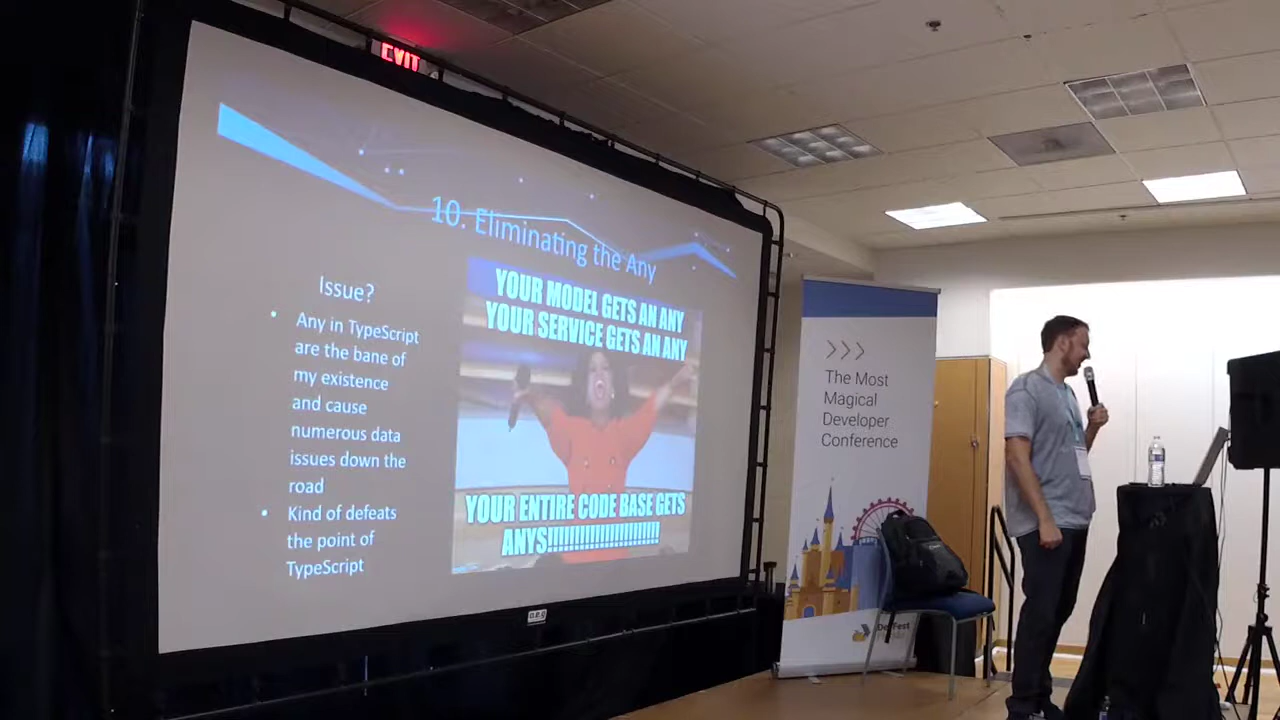 EXIT
10. Eliminating the Any
Issue?
• Any in TypeScript
are the bane of
my existence
and cause
numerous data
issues down the
road
• Kind of defeats
the point of
TypeScript
YOUR MODEL GETS AN ANY
YOUR SERVICE GETS AN ANY
YOUR ENTIRE CODE BASE GETS
ANYS!!!!!!!!!!!!!!!!!!!!!!
The Most
Magical
Developer
Conference
DevFest